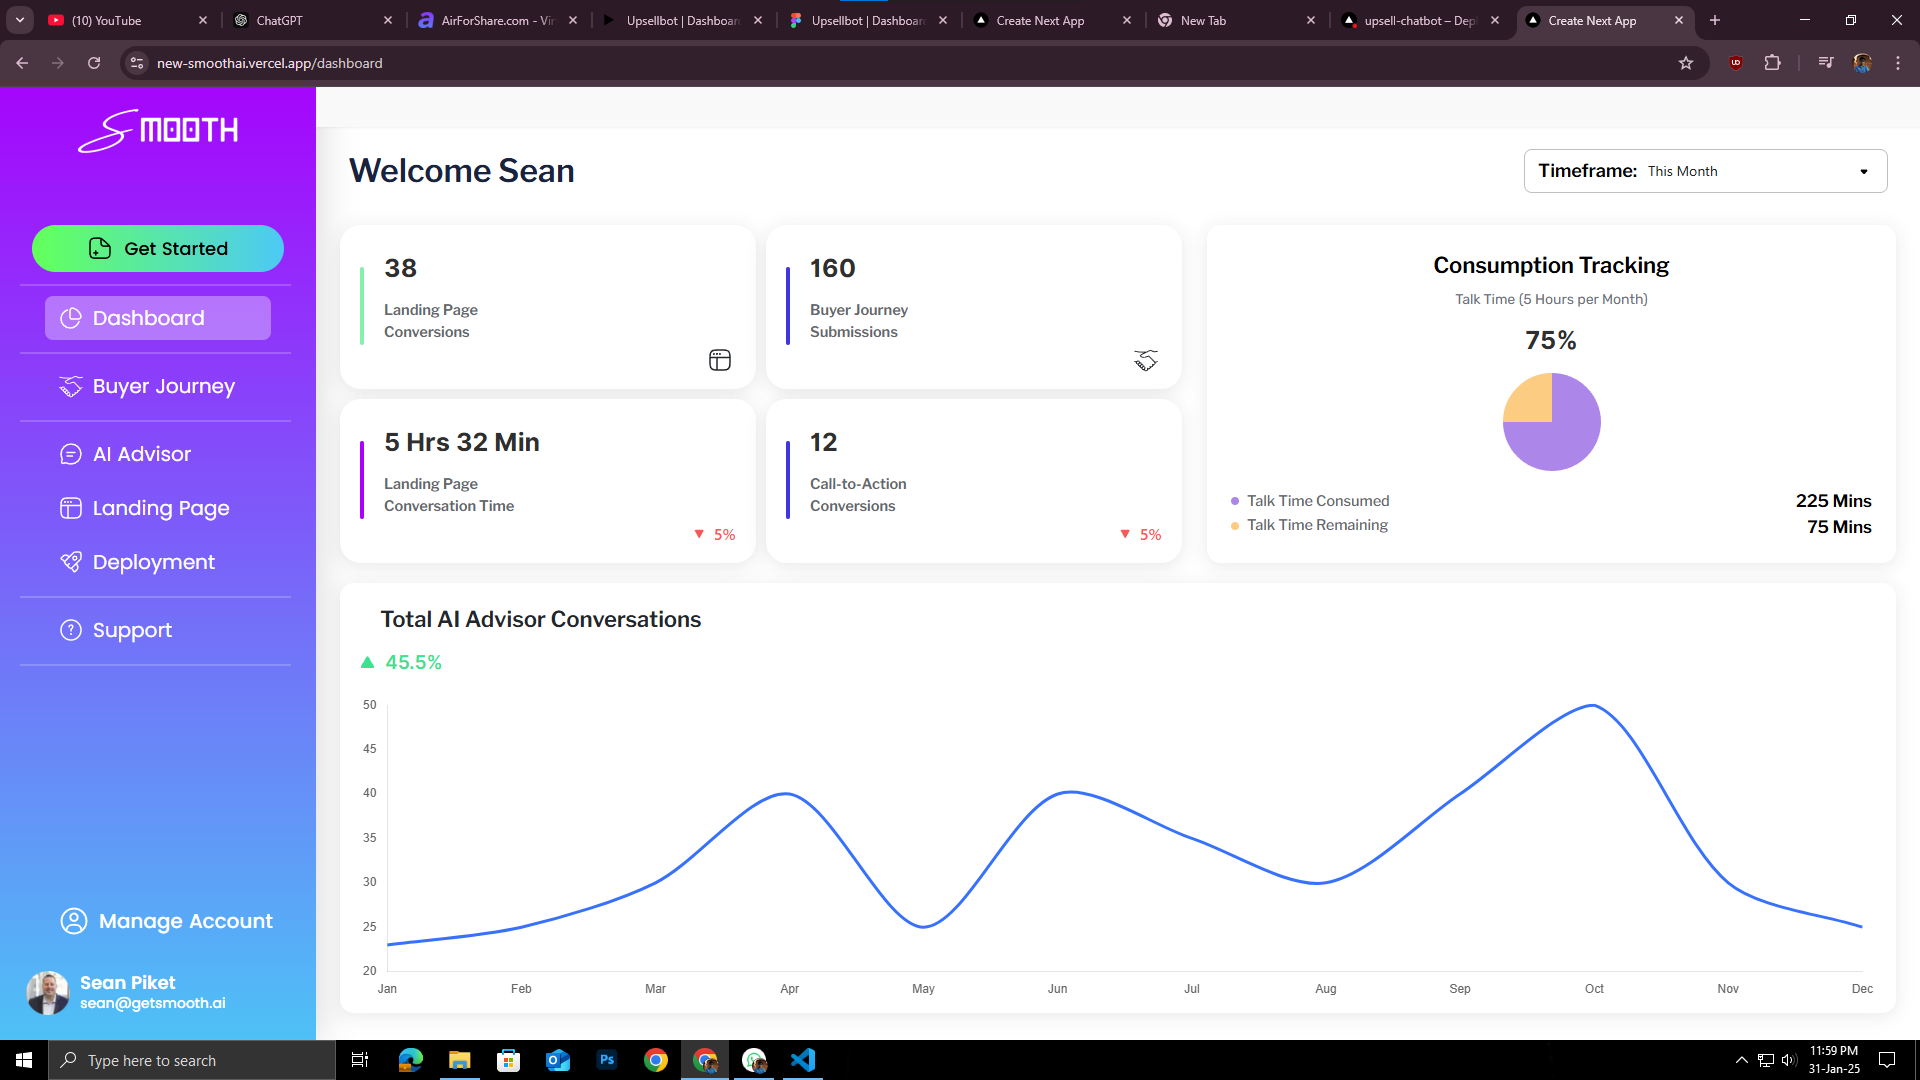 (10) YouTube
ChatGPT
AirForShare.com - Vir
Upsellbot | Dashboard
Upsellbot | Dashboard
Create Next App
New Tab
upsell-chatbot – Dep
Create Next App
new-smoothai.vercel.app/dashboard
SMOOTH
Get Started
Dashboard
Buyer Journey
AI Advisor
Landing Page
Deployment
Support
Manage Account
Sean Piket
sean@getsmooth.ai
Welcome Sean
Timeframe: This Month
38
Landing Page
Conversions
160
Buyer Journey
Submissions
5 Hrs 32 Min
Landing Page
Conversation Time
5%
12
Call-to-Action
Conversions
5%
Consumption Tracking
Talk Time (5 Hours per Month)
75%
Talk Time Consumed 225 Mins
Talk Time Remaining 75 Mins
Total AI Advisor Conversations
45.5%
50
45
40
35
30
25
20
Jan Feb Mar Apr May Jun Jul Aug Sep Oct Nov Dec
Type here to search
Ps
11:59 PM
31-Jan-25